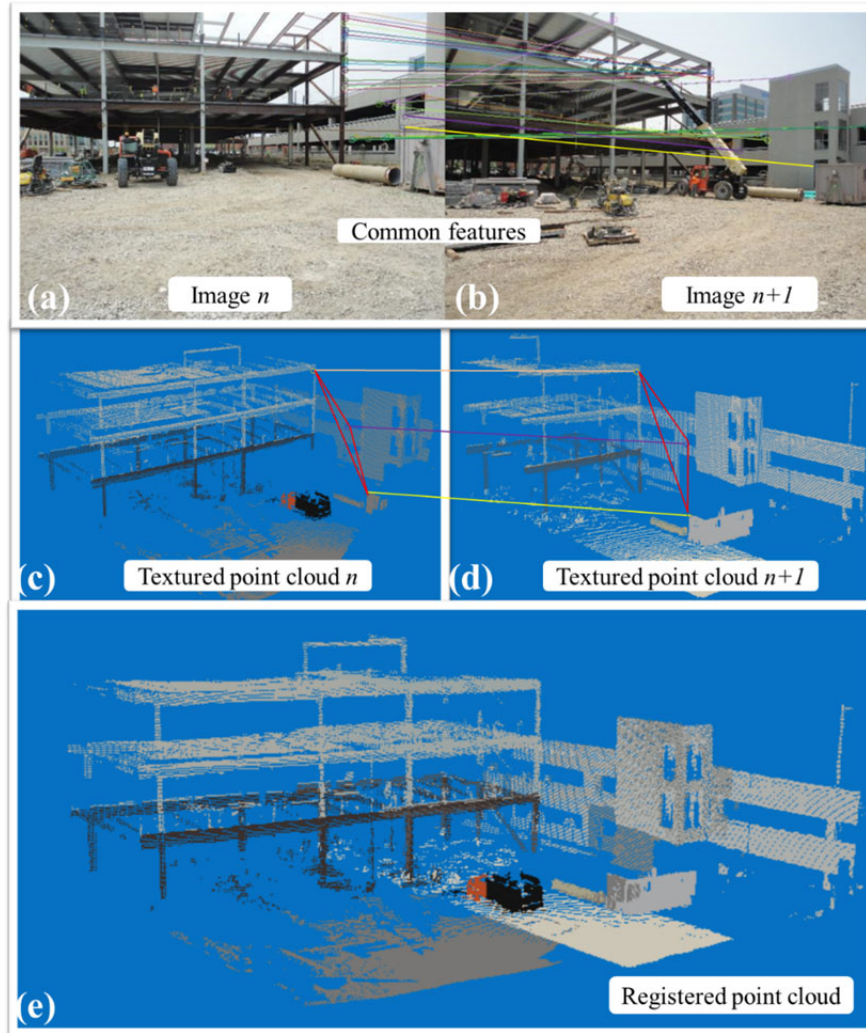 Common features
(a)
Image n
(b)
Image n+1
(c)
Textured point cloud n
(d)
Textured point cloud n+1
(e)
Registered point cloud